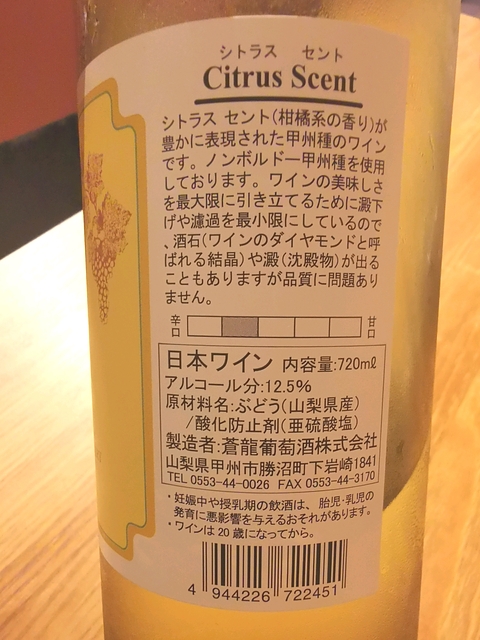 シトラス セント
Citrus Scent
シトラス セント(柑橘系の香り)が
豊かに表現された甲州種のワイン
です。ノンボルドー甲州種を使用
しております。ワインの美味しさ
を最大限に引き立てるために澱下
げや濾過を最小限にしているので
、酒石(ワインのダイヤモンドと呼
ばれる結晶)や澱(沈殿物)が出る
こともありますが品質に問題あり
ません。
辛口 甘口
日本ワイン 内容量:720mℓ
アルコール分:12.5%
原材料名:ぶどう(山梨県産)
/酸化防止剤(亜硫酸塩)
製造者:蒼龍葡萄酒株式会社
山梨県甲州市勝沼町下岩崎1841
TEL 0553-44-0026 FAX 0553-44-3170
・妊娠中や授乳期の飲酒は、胎児・乳児の
発育に悪影響を与えるおそれがあります。
・ワインは20歳になってから。
4 944226 722451